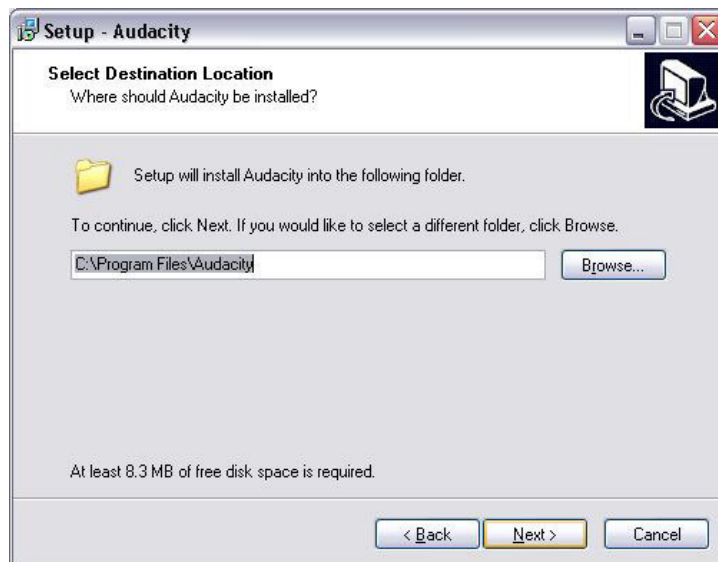 Setup - Audacity
Select Destination Location
Where should Audacity be installed?
Setup will install Audacity into the following folder.
To continue, click Next. If you would like to select a different folder, click Browse.
C:\Program Files\Audacity
Browse...
At least 8.3 MB of free disk space is required.
< Back Next > Cancel